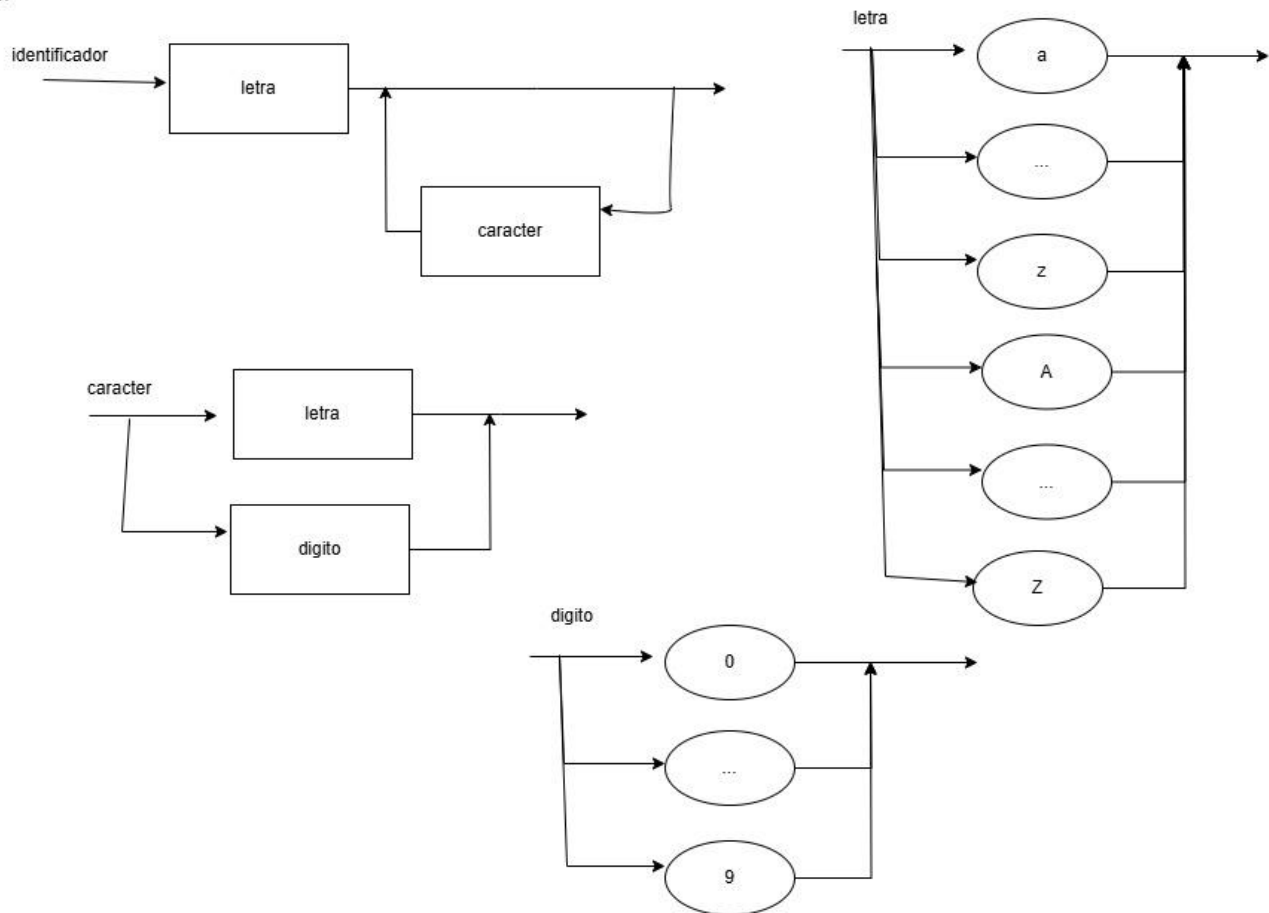 identificador
letra
caracter
letra
a
...
z
A
...
Z
caracter
letra
digito
digito
0
...
9